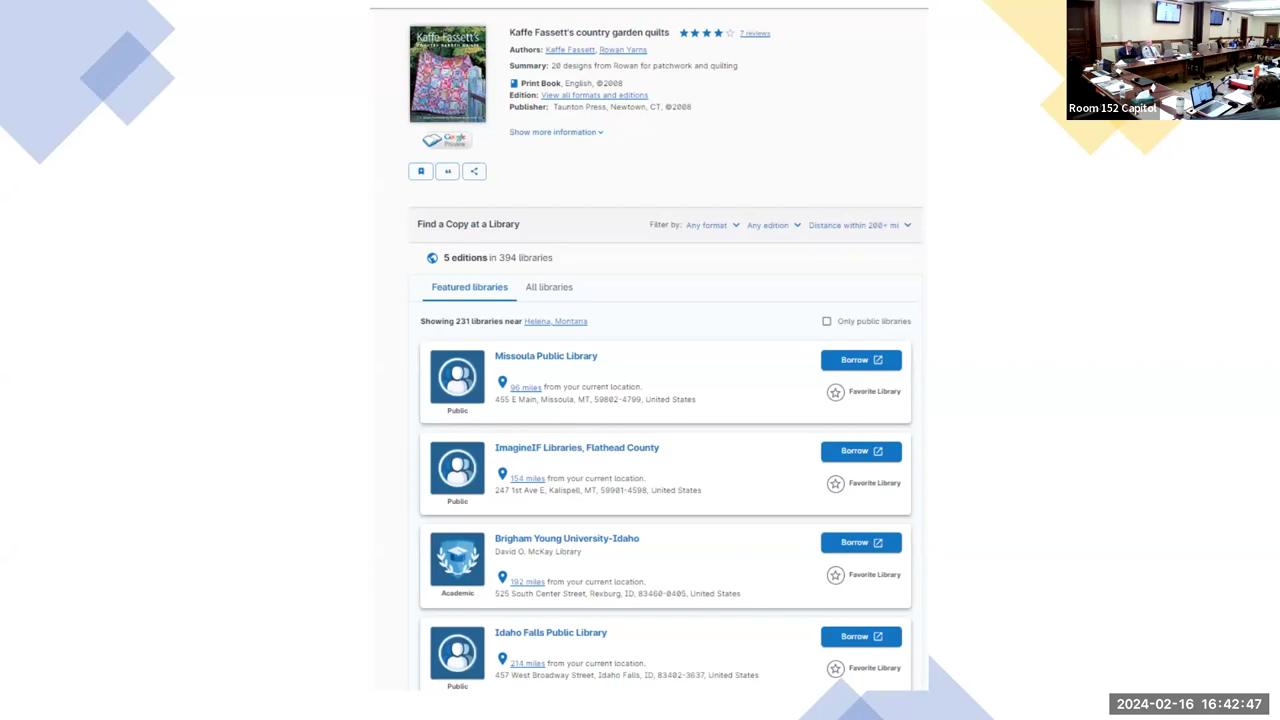 Kaffe Fassett's
COUNTRY GARDEN QUILTS
Google
Preview
Kaffe Fassett's country garden quilts
7 reviews
Authors: Kaffe Fassett, Rowan Yarns
Summary: 20 designs from Rowan for patchwork and quilting
Print Book, English, ©2008
Edition: View all formats and editions
Publisher: Taunton Press, Newtown, CT, ©2008
Show more information
Room 152 Capitol
Find a Copy at a Library
Filter by: Any format Any edition Distance within 200+ mi
5 editions in 394 libraries
Featured libraries All libraries
Showing 231 libraries near Helena, Montana
Only public libraries
Missoula Public Library
96 miles from your current location.
455 E Main, Missoula, MT, 59802-4799, United States
Public
Borrow
Favorite Library
ImagineIF Libraries, Flathead County
154 miles from your current location.
247 1st Ave E, Kalispell, MT, 59901-4598, United States
Public
Borrow
Favorite Library
Brigham Young University-Idaho
David O. McKay Library
192 miles from your current location.
525 South Center Street, Rexburg, ID, 83460-0405, United States
Academic
Borrow
Favorite Library
Idaho Falls Public Library
214 miles from your current location.
457 West Broadway Street, Idaho Falls, ID, 83402-3637, United States
Public
Borrow
Favorite Library
2024-02-16 16:42:47